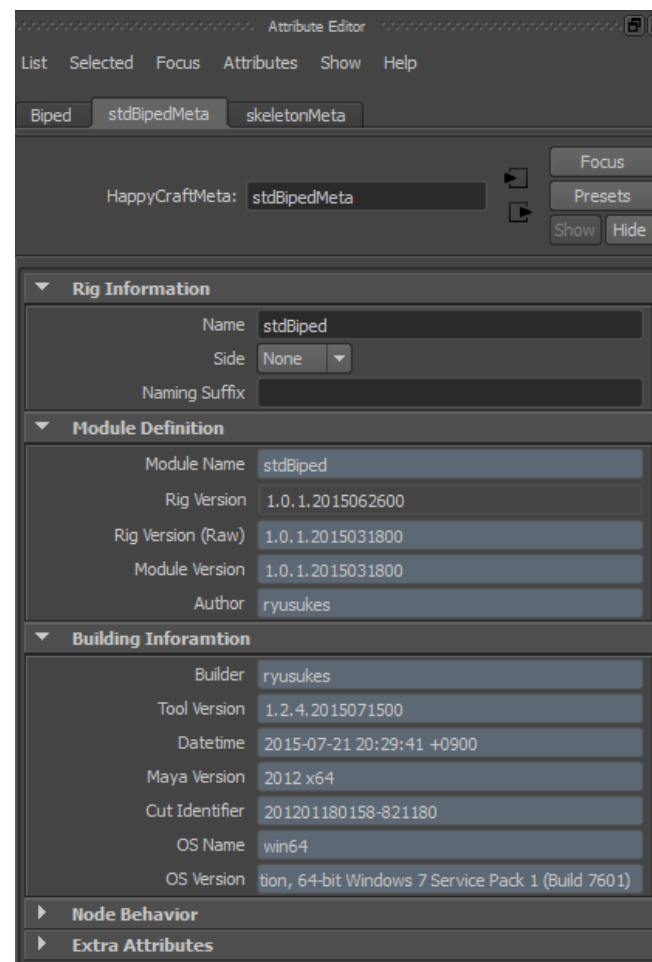 Attribute Editor
List Selected Focus Attributes Show Help
Biped stdBipedMeta skeletonMeta
Focus
HappyCraftMeta: stdBipedMeta Presets
Show Hide
Rig Information
Name stdBiped
Side None
Naming Suffix
Module Definition
Module Name stdBiped
Rig Version 1.0.1.2015062600
Rig Version (Raw) 1.0.1.2015031800
Module Version 1.0.1.2015031800
Author ryusukes
Building Inforamtion
Builder ryusukes
Tool Version 1.2.4.2015071500
Datetime 2015-07-21 20:29:41 +0900
Maya Version 2012 x64
Cut Identifier 201201180158-821180
OS Name win64
OS Version tion, 64-bit Windows 7 Service Pack 1 (Build 7601)
Node Behavior
Extra Attributes